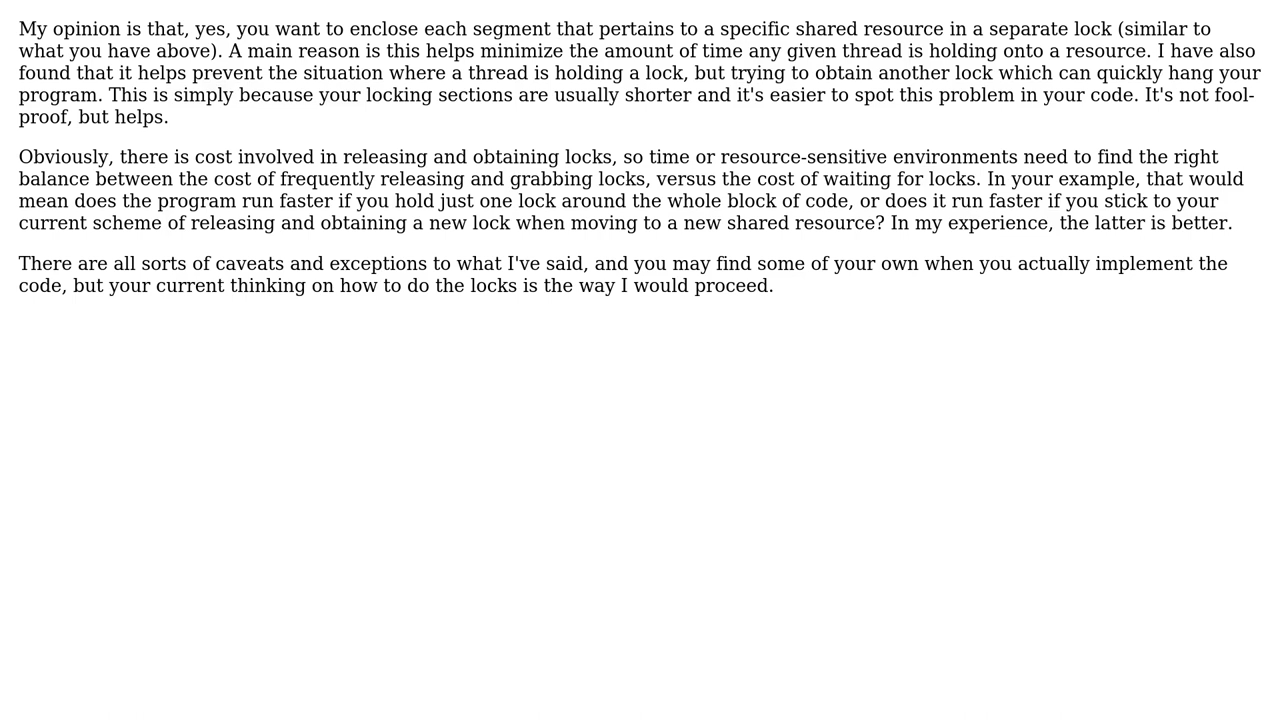 My opinion is that, yes, you want to enclose each segment that pertains to a specific shared resource in a separate lock (similar to
what you have above). A main reason is this helps minimize the amount of time any given thread is holding onto a resource. I have also
found that it helps prevent the situation where a thread is holding a lock, but trying to obtain another lock which can quickly hang your
program. This is simply because your locking sections are usually shorter and it's easier to spot this problem in your code. It's not fool-
proof, but helps.
Obviously, there is cost involved in releasing and obtaining locks, so time or resource-sensitive environments need to find the right
balance between the cost of frequently releasing and grabbing locks, versus the cost of waiting for locks. In your example, that would
mean does the program run faster if you hold just one lock around the whole block of code, or does it run faster if you stick to your
current scheme of releasing and obtaining a new lock when moving to a new shared resource? In my experience, the latter is better.
There are all sorts of caveats and exceptions to what I've said, and you may find some of your own when you actually implement the
code, but your current thinking on how to do the locks is the way I would proceed.